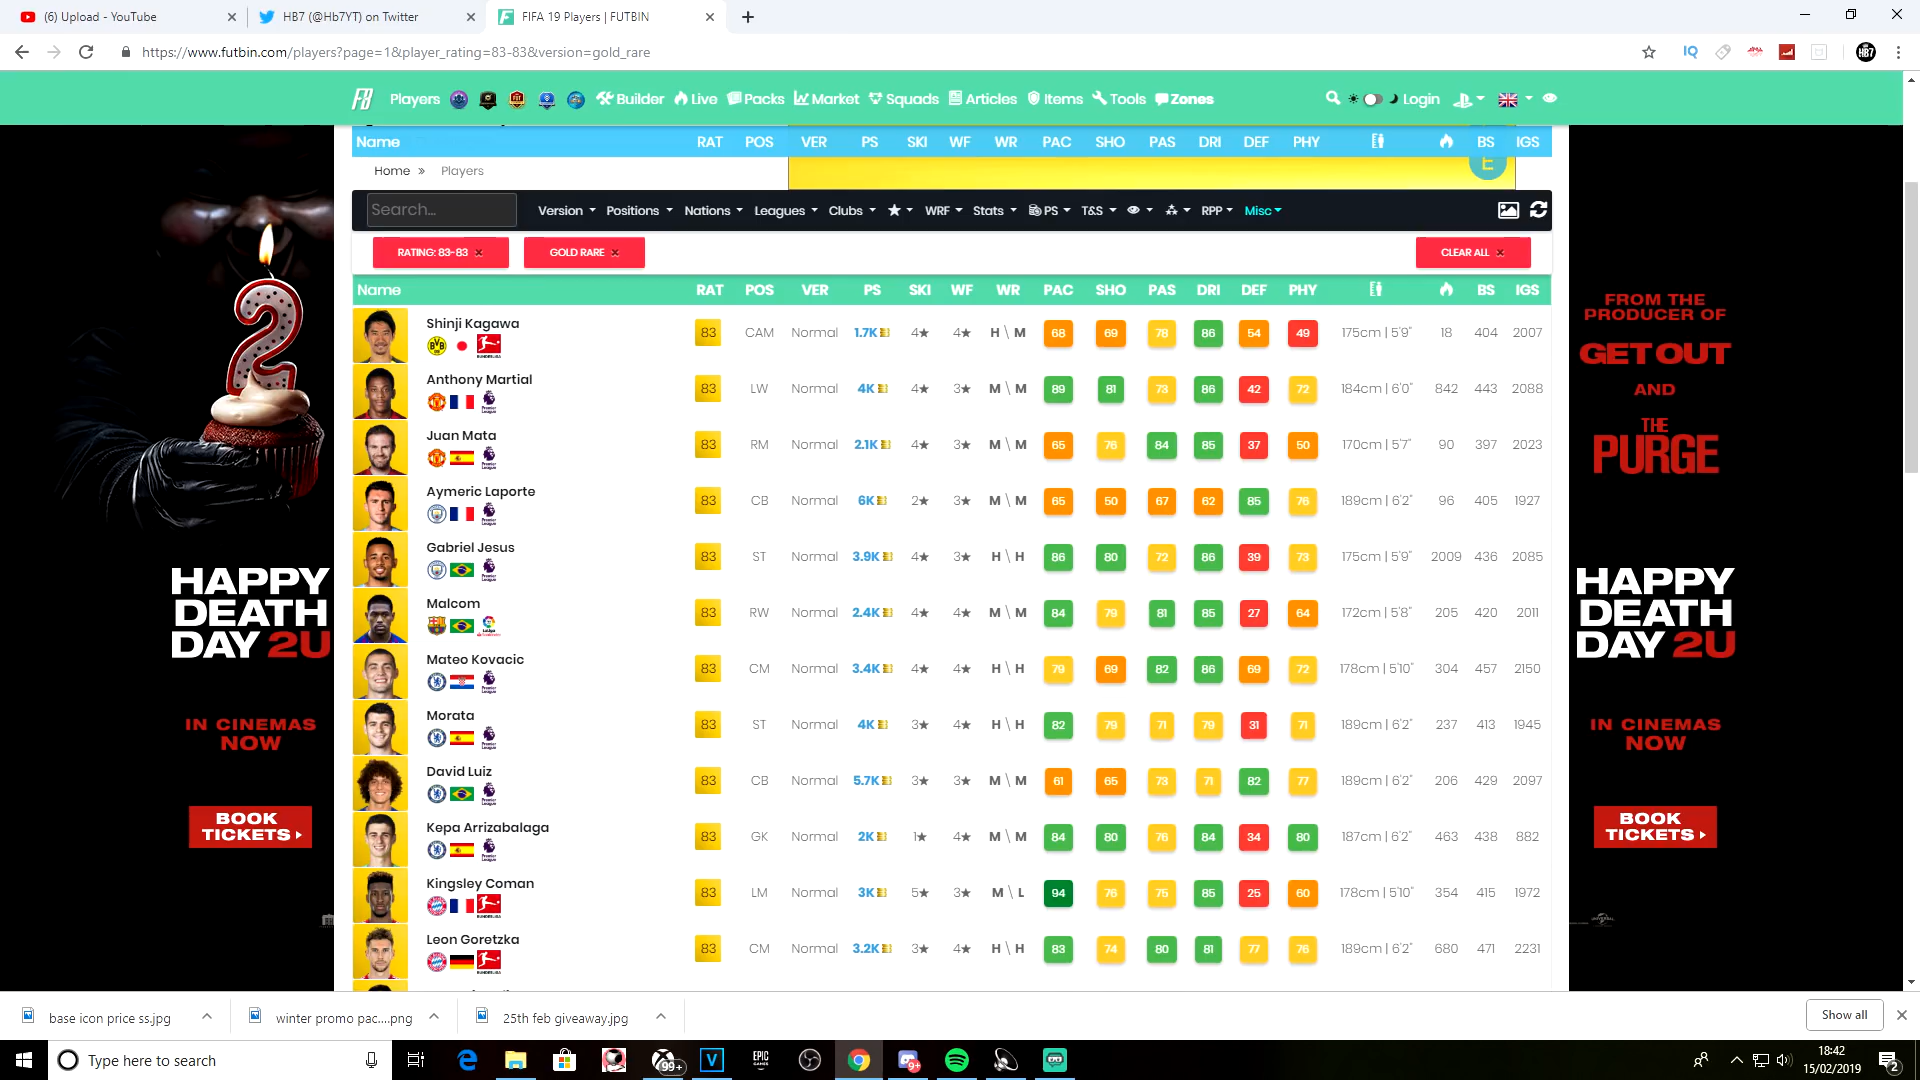 (6) Upload - YouTube
HB7 (@Hb7YT) on Twitter
FIFA 19 Players | FUTBIN
https://www.futbin.com/players?page=1&player_rating=83-83&version=gold_rare
IQ
HB7
FB Players Builder Live Packs Market Squads Articles Items Tools Zones Login
Name RAT POS VER PS SKI WF WR PAC SHO PAS DRI DEF PHY BS IGS
Home » Players
E
Search... Version Positions Nations Leagues Clubs WRF Stats PS T&S RPP Misc
RATING: 83-83 × GOLD RARE × CLEAR ALL ×
Name RAT POS VER PS SKI WF WR PAC SHO PAS DRI DEF PHY BS IGS
Shinji Kagawa 83 CAM Normal 1.7K 4★ 4★ H \ M 68 69 78 86 54 49 175cm | 5'9" 18 404 2007
Anthony Martial 83 LW Normal 4K 4★ 3★ M \ M 89 81 73 86 42 72 184cm | 6'0" 842 443 2088
Juan Mata 83 RM Normal 2.1K 4★ 3★ M \ M 65 76 84 85 37 50 170cm | 5'7" 90 397 2023
Aymeric Laporte 83 CB Normal 6K 2★ 3★ M \ M 65 50 67 62 85 76 189cm | 6'2" 96 405 1927
Gabriel Jesus 83 ST Normal 3.9K 4★ 3★ H \ H 86 80 72 86 39 73 175cm | 5'9" 2009 436 2085
Malcom 83 RW Normal 2.4K 4★ 4★ M \ M 84 79 81 85 27 64 172cm | 5'8" 205 420 2011
Mateo Kovacic 83 CM Normal 3.4K 4★ 4★ H \ H 79 69 82 86 69 72 178cm | 5'10" 304 457 2150
Morata 83 ST Normal 4K 3★ 4★ H \ H 82 79 71 79 31 71 189cm | 6'2" 237 413 1945
David Luiz 83 CB Normal 5.7K 3★ 3★ M \ M 61 65 73 71 82 77 189cm | 6'2" 206 429 2097
Kepa Arrizabalaga 83 GK Normal 2K 1★ 4★ M \ M 84 80 76 84 34 80 187cm | 6'2" 463 438 882
Kingsley Coman 83 LM Normal 3K 5★ 3★ M \ L 94 76 75 85 25 60 178cm | 5'10" 354 415 1972
Leon Goretzka 83 CM Normal 3.2K 3★ 4★ H \ H 83 74 80 81 77 76 189cm | 6'2" 680 471 2231
HAPPY
DEATH
DAY 2U
IN CINEMAS
NOW
BOOK
TICKETS
FROM THE
PRODUCER OF
GET OUT
AND
THE
PURGE
HAPPY
DEATH
DAY 2U
IN CINEMAS
NOW
BOOK
TICKETS
base icon price ss.jpg
winter promo pac....png
25th feb giveaway.jpg
Show all
Type here to search
99+
V
EPIC
GAMES
9+
18:42
15/02/2019
2